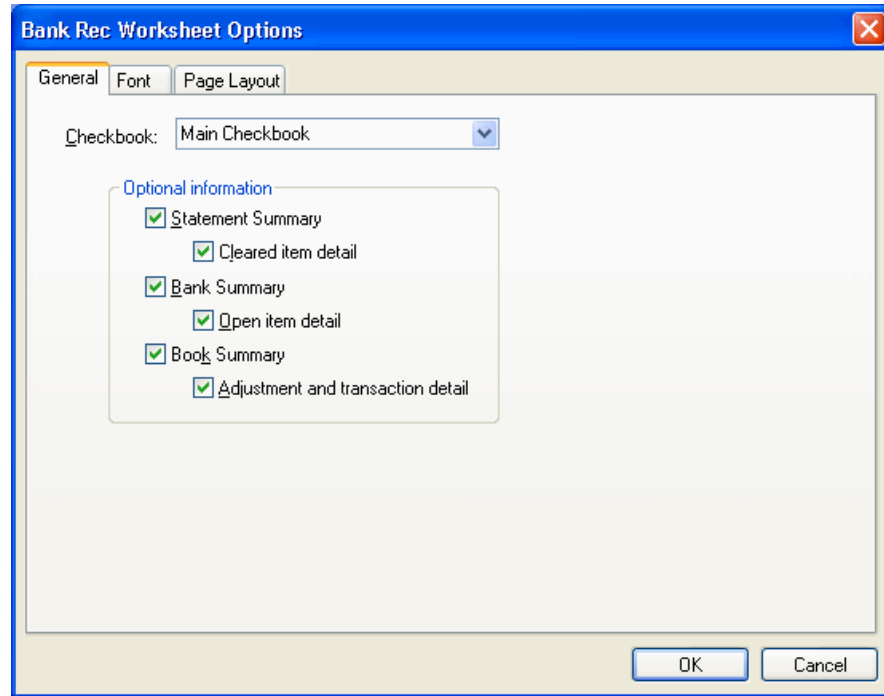 Bank Rec Worksheet Options
General Font Page Layout
Checkbook: Main Checkbook
Optional information
Statement Summary
Cleared item detail
Bank Summary
Open item detail
Book Summary
Adjustment and transaction detail
OK Cancel